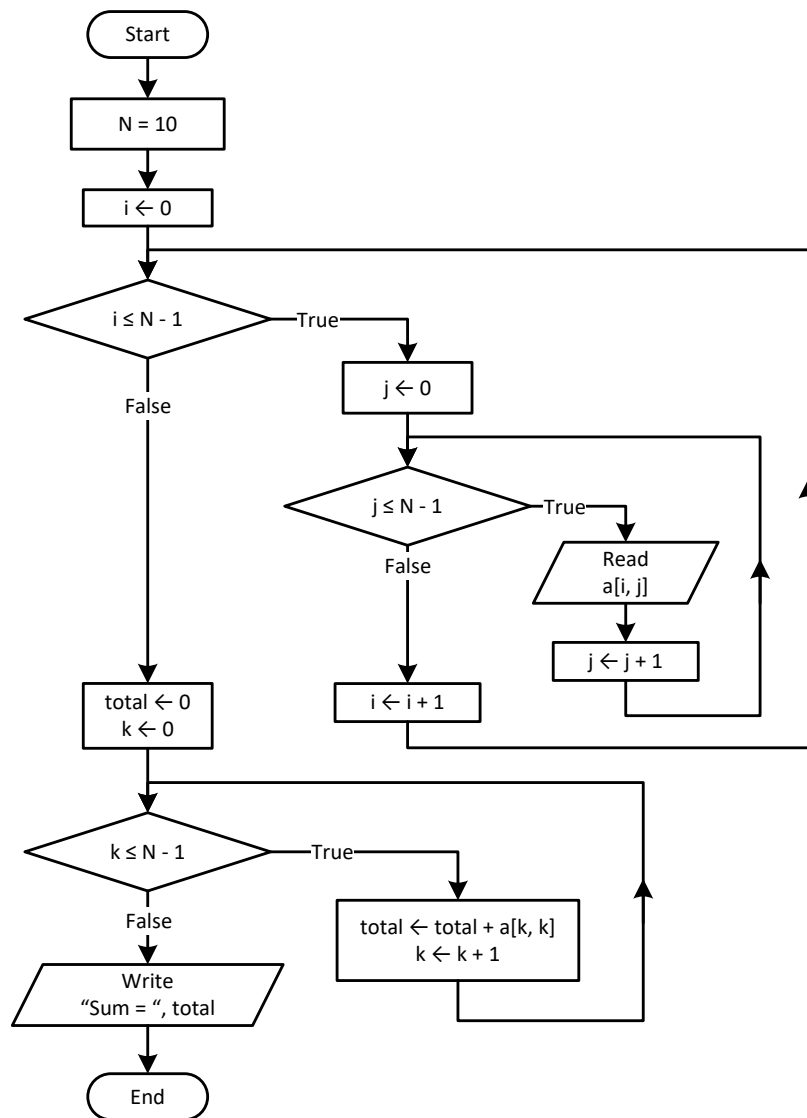 Start
N = 10
i ← 0
i ≤ N - 1
True
j ← 0
False
j ≤ N - 1
True
Read
a[i, j]
False
j ← j + 1
i ← i + 1
total ← 0
k ← 0
k ≤ N - 1
True
total ← total + a[k, k]
k ← k + 1
False
Write
“Sum = “, total
End